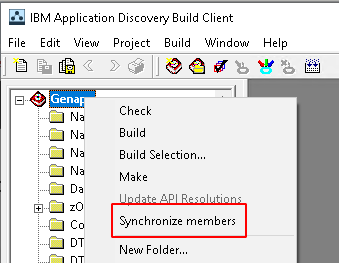 IBM Application Discovery Build Client
File Edit View Project Build Window Help
Genap
Check
Na
Build
Na
Build Selection...
Na
Make
Da
Update API Resolutions
zO
Synchronize members
Co
DT
New Folder...
DT